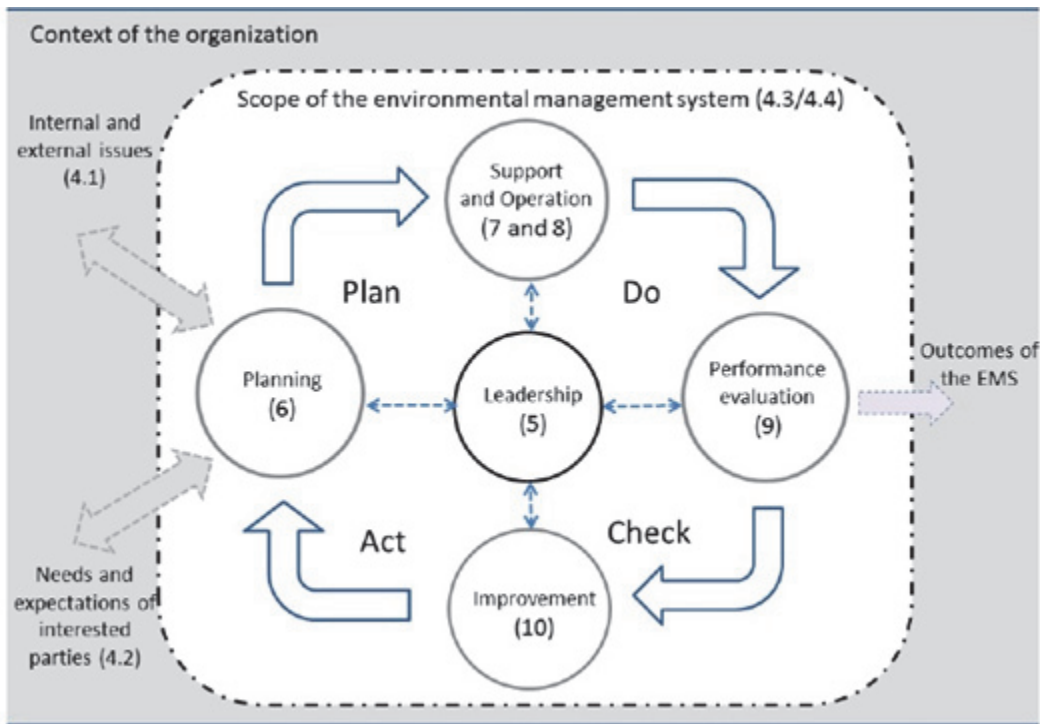 Context of the organization
Scope of the environmental management system (4.3/4.4)
Internal and
external issues
(4.1)
Support
and Operation
(7 and 8)
Plan
Do
Planning
(6)
Leadership
(5)
Performance
evaluation
(9)
Outcomes of
the EMS
Act
Check
Needs and
expectations of
interested
parties (4.2)
Improvement
(10)